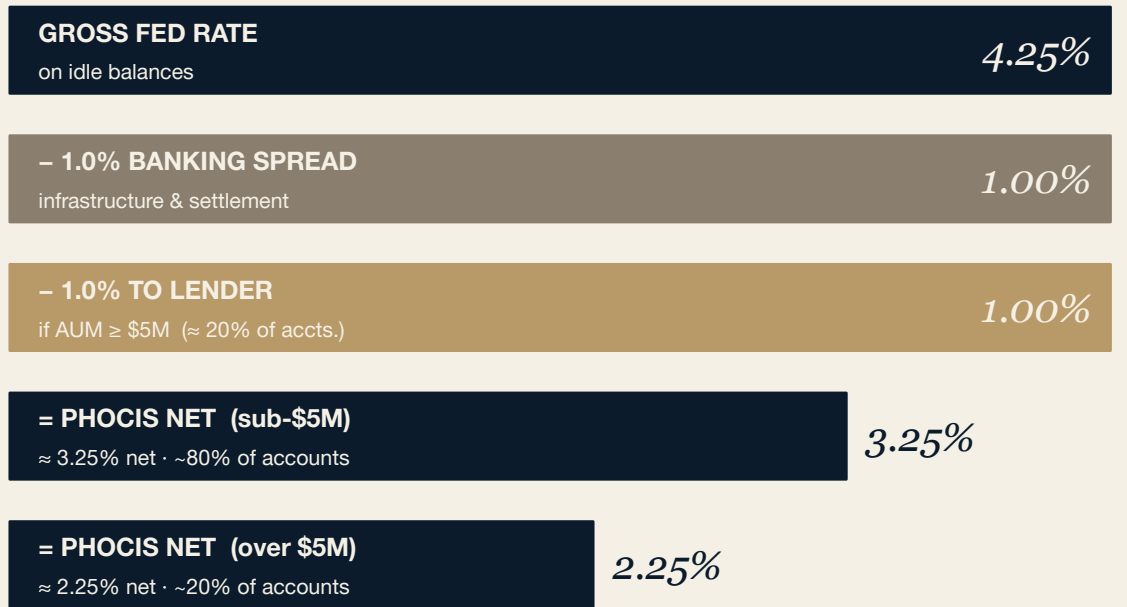 GROSS FED RATE
on idle balances
4.25%
– 1.0% BANKING SPREAD
infrastructure & settlement
1.00%
– 1.0% TO LENDER
if AUM ≥ $5M (≈ 20% of accts.)
1.00%
= PHOCIS NET (sub-$5M)
≈ 3.25% net · ~80% of accounts
3.25%
= PHOCIS NET (over $5M)
≈ 2.25% net · ~20% of accounts
2.25%